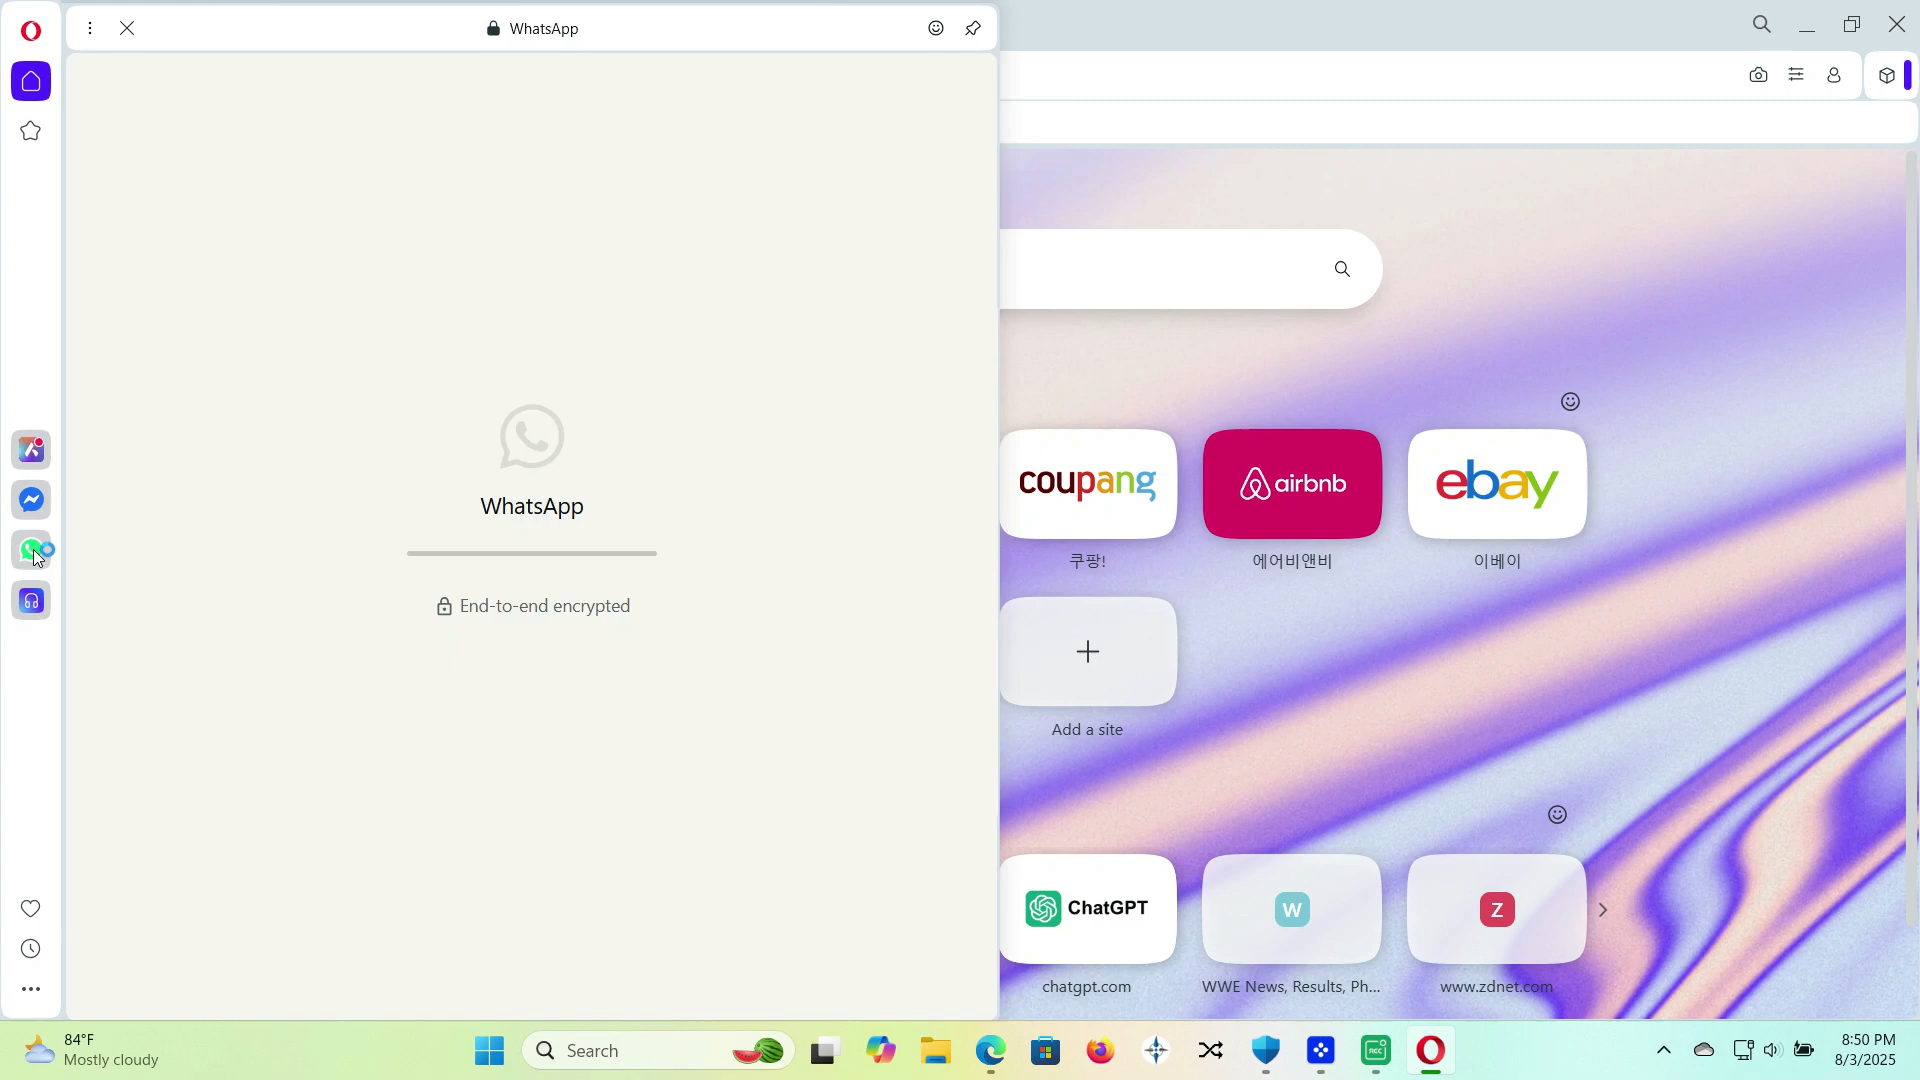 WhatsApp
WhatsApp
End-to-end encrypted
coupang
airbnb
ebay
쿠팡!
에어비앤비
이베이
Add a site
ChatGPT
W
Z
chatgpt.com
WWE News, Results, Ph...
www.zdnet.com
84°F
Mostly cloudy
Search
NCC
8:50 PM
8/3/2025